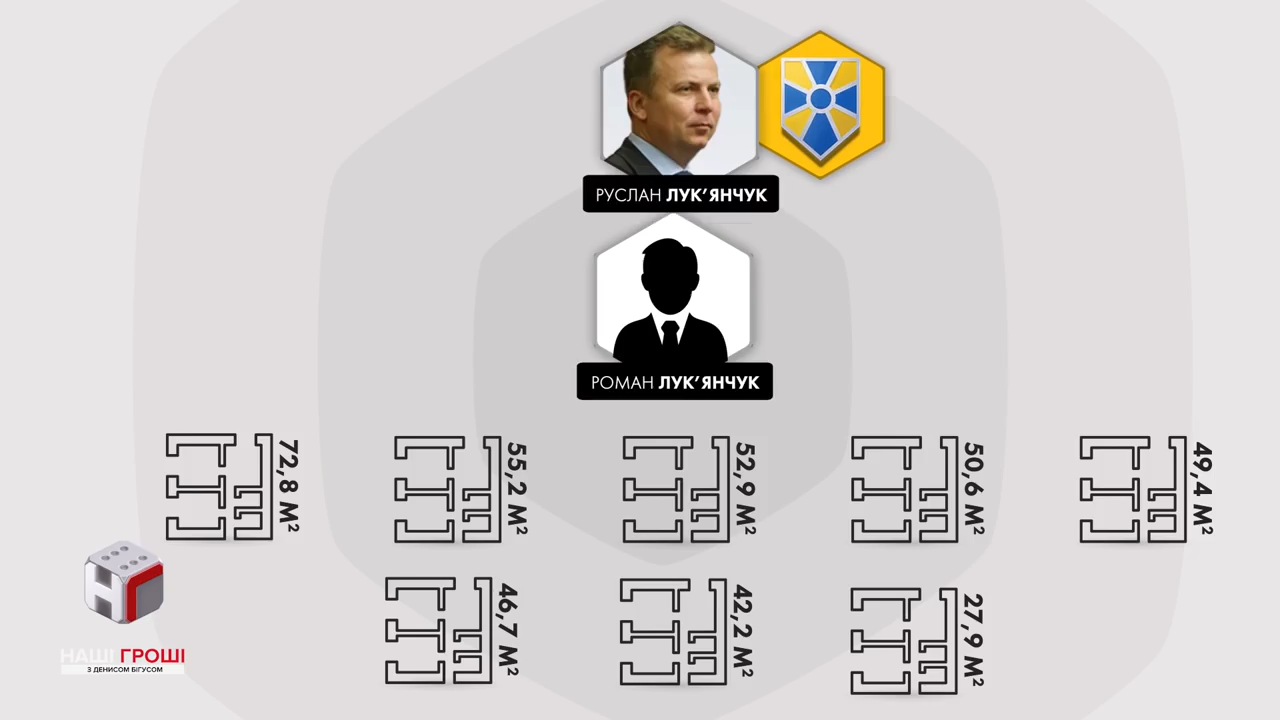 РУСЛАН ЛУК’ЯНЧУК
РОМАН ЛУК’ЯНЧУК
72,8 М²
55,2 М²
52,9 М²
50,6 М²
49,4 М²
46,7 М²
42,2 М²
27,9 М²
Н
НАШІ ГРОШІ
З ДЕНИСОМ БІГУСОМ